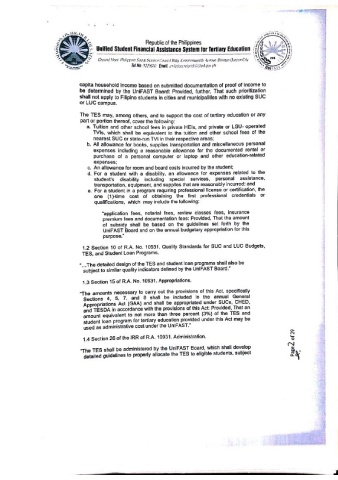 Republic of the Philippines
Unified Student Financial Assistance System for Tertiary Education
capita household income based on submitted documentation of proof of income to
be determined by the UniFAST Board: Provided, further, That such prioritization
shall not apply to Filipino students in cities and municipalities with no existing SUC
or LUC campus.
The TES may, among others, and to support the cost of tertiary education or any
part or portion thereof, cover the following:
a. Tuition and other school fees in private HEIs, and private or LGU- operated
TVIs, which shall be equivalent to the tuition and other school fees of the
nearest SUC or state-run TVI in their respective areas;
b. All allowance for books, supplies transportation and miscellaneous personal
expenses including a reasonable allowance for the documented rental or
purchase of a personal computer or laptop and other education-related
expenses;
c. An allowance for room and board costs incurred by the student;
d. For a student with a disability, an allowance for expenses related to the
student's disability including special services, personal assistance,
transportation, equipment, and supplies that are reasonably incurred; and
e. For a student in a program requiring professional license or certification, the
one (1)-time cost of obtaining the first professional credentials or
qualifications, which may include the following:
"application fees, notarial fees, review classes fees, insurance
premium fees and documentation fees: Provided, That the amount
of subsidy shall be based on the guidelines set forth by the
UniFAST Board and on the annual budgetary appropriation for this
purpose."
1.2 Section 10 of R.A. No. 10931. Quality Standards for SUC and LUC Budgets,
TES, and Student Loan Programs.
"...The detailed design of the TES and student loan programs shall also be
subject to similar quality indicators defined by the UniFAST Board."
1.3 Section 15 of R.A. No. 10931. Appropriations.
"The amounts necessary to carry out the provisions of this Act, specifically
Sections 4, 5, 7, and 8 shall be included in the annual General
Appropriations Act (GAA) and shall be appropriated under SUCs, CHED,
and TESDA in accordance with the provisions of this Act: Provided, That an
amount equivalent to not more than three percent (3%) of the TES and
student loan program for tertiary education provided under this Act may be
used as administrative cost under the UniFAST."
1.4 Section 26 of the IRR of R.A. 10931. Administration.
"The TES shall be administered by the UniFAST Board, which shall develop
detailed guidelines to properly allocate the TES to eligible students, subject
Page 2 of 29